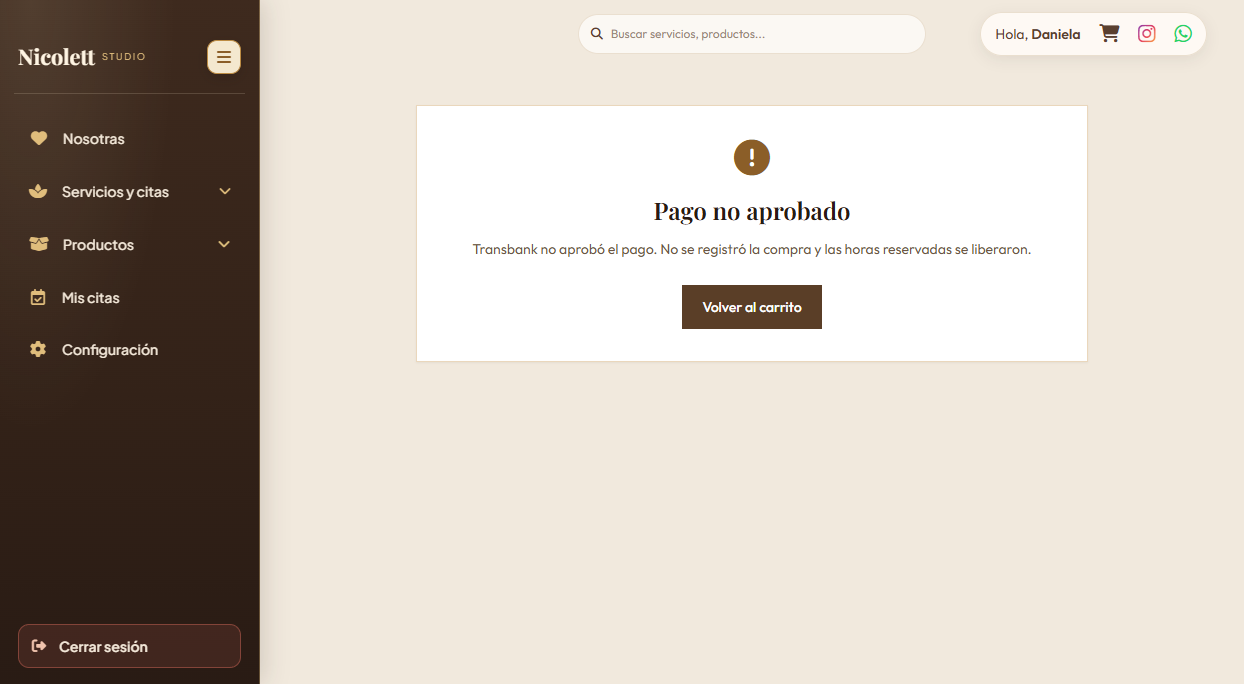 Nicolett STUDIO
Buscar servicios, productos...
Hola, Daniela
Nosotras
Servicios y citas
Productos
Mis citas
Configuración
Cerrar sesión
!
Pago no aprobado
Transbank no aprobó el pago. No se registró la compra y las horas reservadas se liberaron.
Volver al carrito